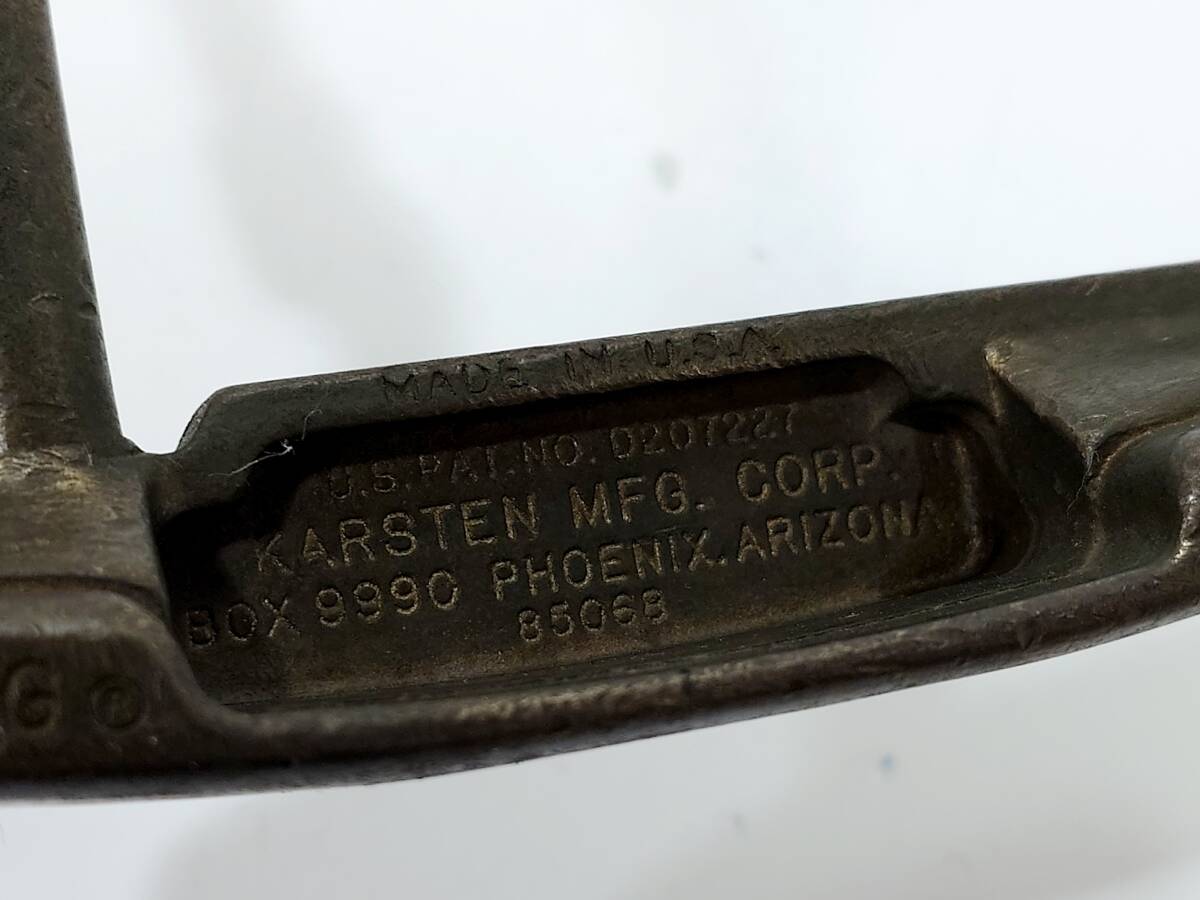 MADE IN U.S.A.
U.S. PAT. NO. D207227
KARSTEN MFG. CORP.
BOX 9990 PHOENIX, ARIZONA
85068
G ®